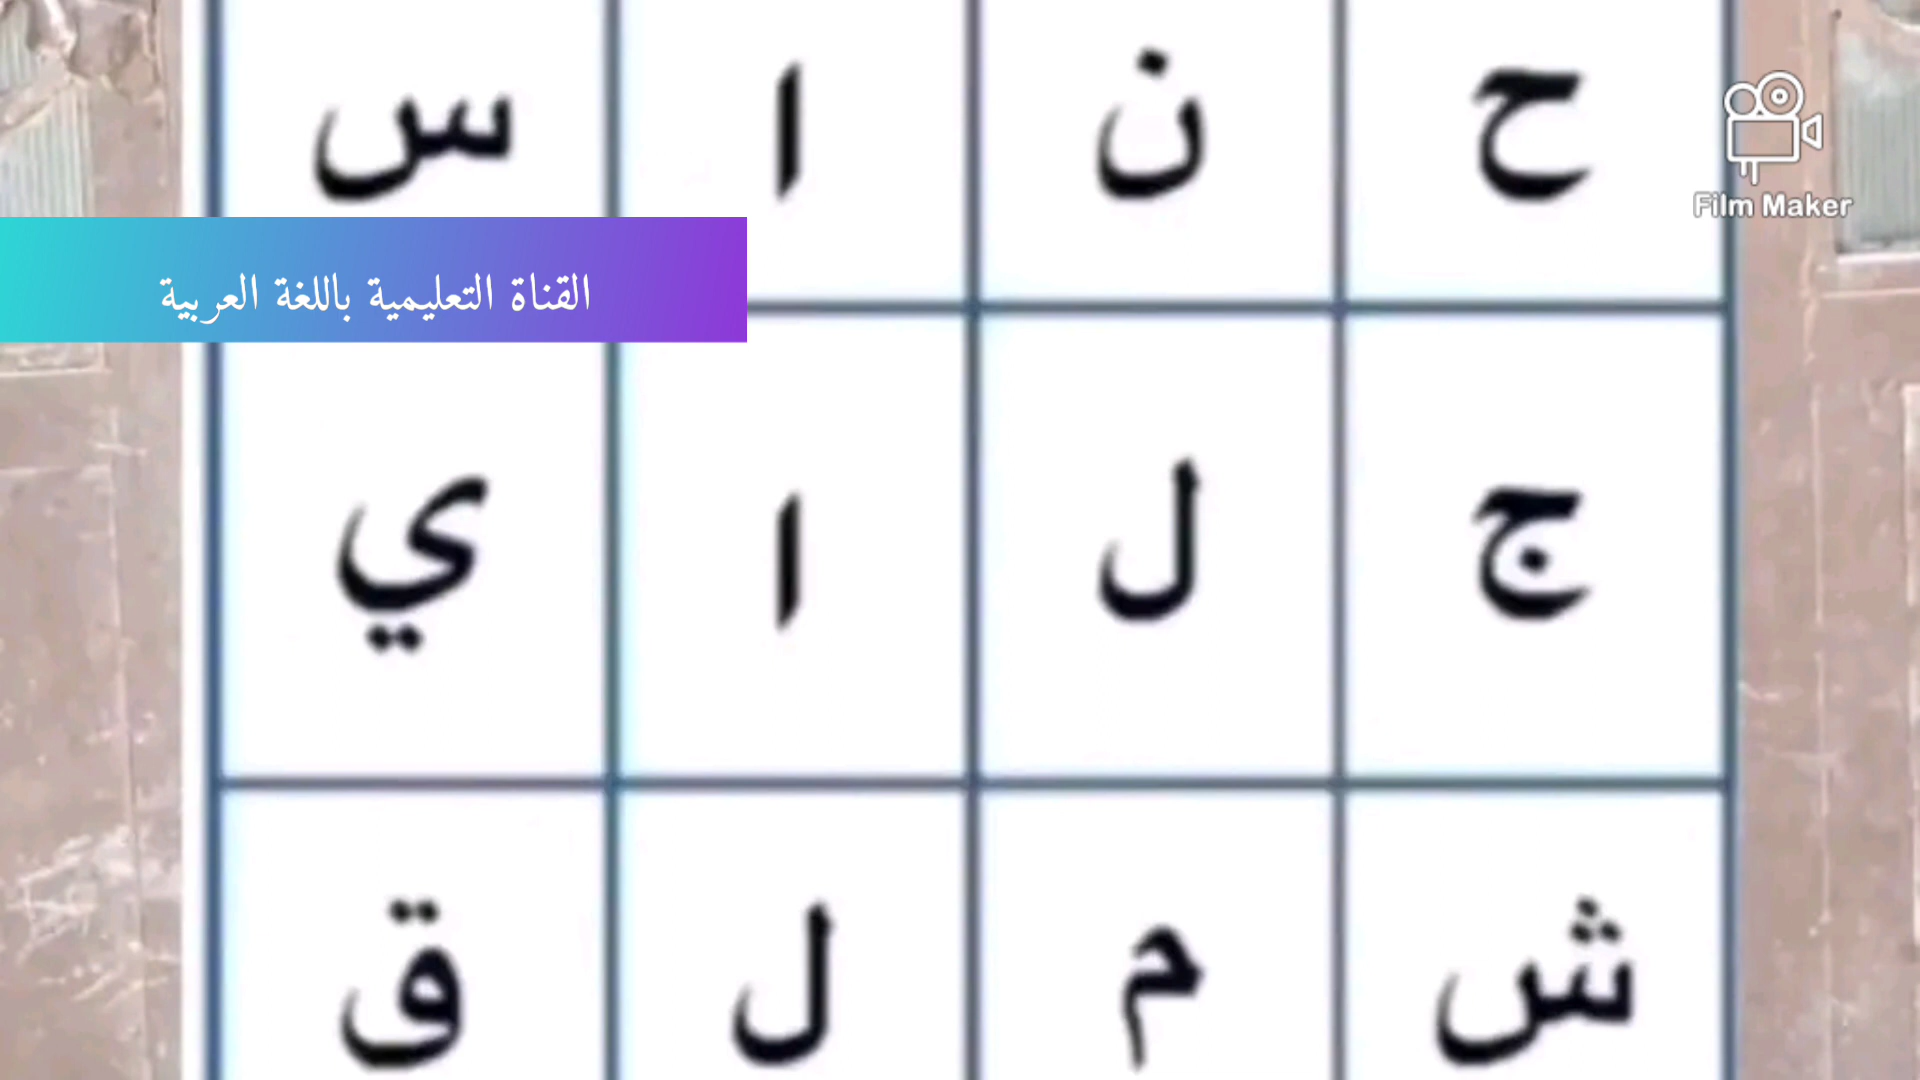 ح ن ا س
Film Maker
القناة التعليمية باللغة العربية
ج ل ا ي
ش م ل ق